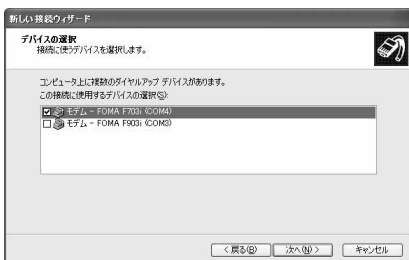 新しい接続ウィザード
デバイスの選択
接続に使うデバイスを選択します。
コンピュータ上に複数のダイヤルアップ デバイスがあります。
この接続に使用するデバイスの選択(S):
モデム - FOMA F703i (COM4)
モデム - FOMA F903i (COM3)
< 戻る(B)
次へ(N) >
キャンセル